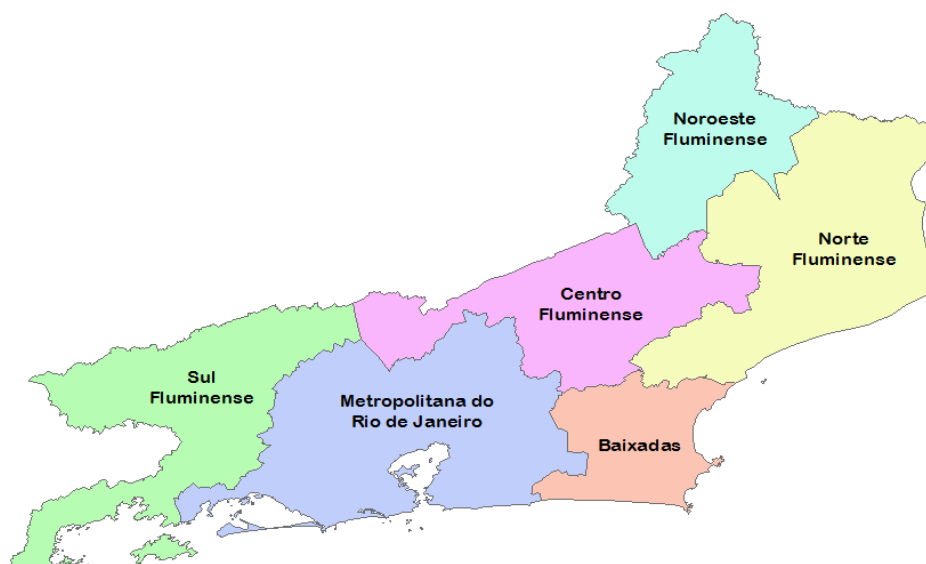 Noroeste
Fluminense
Norte
Fluminense
Centro
Fluminense
Sul
Fluminense
Metropolitana do
Rio de Janeiro
Baixadas